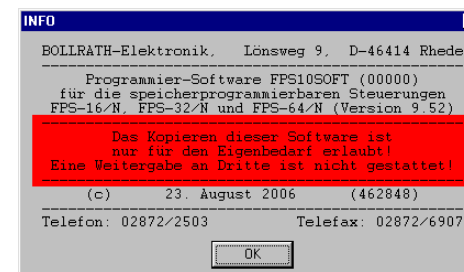 INFO
BOLLRATH-Elektronik, Lönsweg 9, D-46414 Rhede
Programmier-Software FPS10SOFT (00000)
für die speicherprogrammierbaren Steuerungen
FPS-16/N, FPS-32/N und FPS-64/N (Version 9.52)
Das Kopieren dieser Software ist
nur für den Eigenbedarf erlaubt!
Eine Weitergabe an Dritte ist nicht gestattet!
(c) 23. August 2006 (462848)
Telefon: 02872/2503 Telefax: 02872/6907
OK